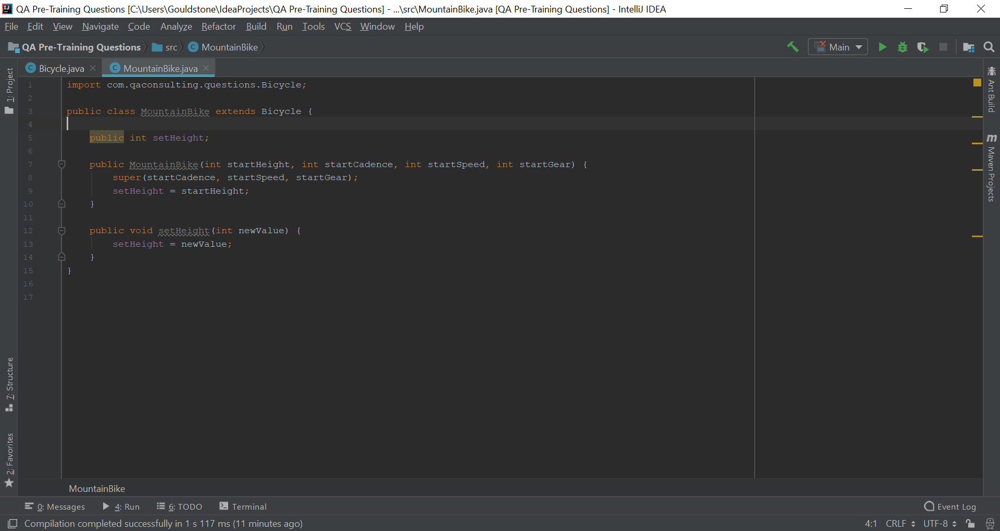 QA Pre-Training Questions [C:\Users\Gouldstone\IdeaProjects\QA Pre-Training Questions] - ...\src\MountainBike.java [QA Pre-Training Questions] - IntelliJ IDEA
File Edit View Navigate Code Analyze Refactor Build Run Tools VCS Window Help
QA Pre-Training Questions src MountainBike Main
Bicycle.java MountainBike.java
1 import com.qaconsulting.questions.Bicycle;
2
3 public class MountainBike extends Bicycle {
4
5 public int setHeight;
6
7 public MountainBike(int startHeight, int startCadence, int startSpeed, int startGear) {
8 super(startCadence, startSpeed, startGear);
9 setHeight = startHeight;
10 }
11
12 public void setHeight(int newValue) {
13 setHeight = newValue;
14 }
15 }
16
17
1: Project
7: Structure
2: Favorites
Ant Build
Maven Projects
MountainBike
0: Messages 4: Run 6: TODO Terminal Event Log
Compilation completed successfully in 1 s 117 ms (11 minutes ago) 4:1 CRLF UTF-8